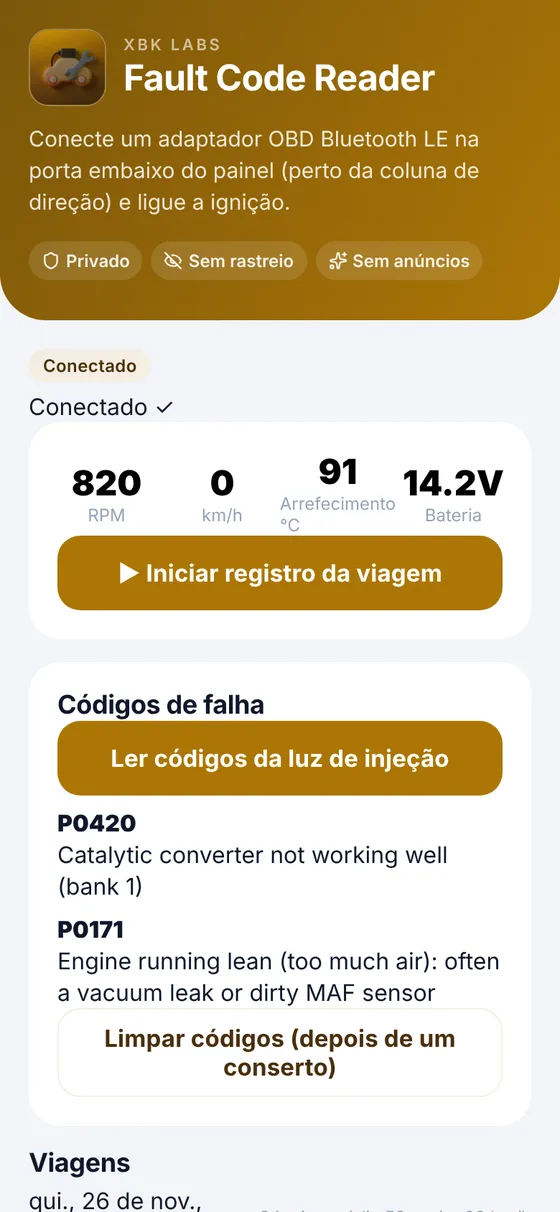 XBK LABS
Fault Code Reader
Conecte um adaptador OBD Bluetooth LE na
porta embaixo do painel (perto da coluna de
direção) e ligue a ignição.
Privado
Sem rastreio
Sem anúncios
Conectado
Conectado ✓
820
RPM
0
km/h
91
Arrefecimento
°C
14.2V
Bateria
▶ Iniciar registro da viagem
Códigos de falha
Ler códigos da luz de injeção
P0420
Catalytic converter not working well
(bank 1)
P0171
Engine running lean (too much air): often
a vacuum leak or dirty MAF sensor
Limpar códigos (depois de um
conserto)
Viagens
qui., 26 de nov.,